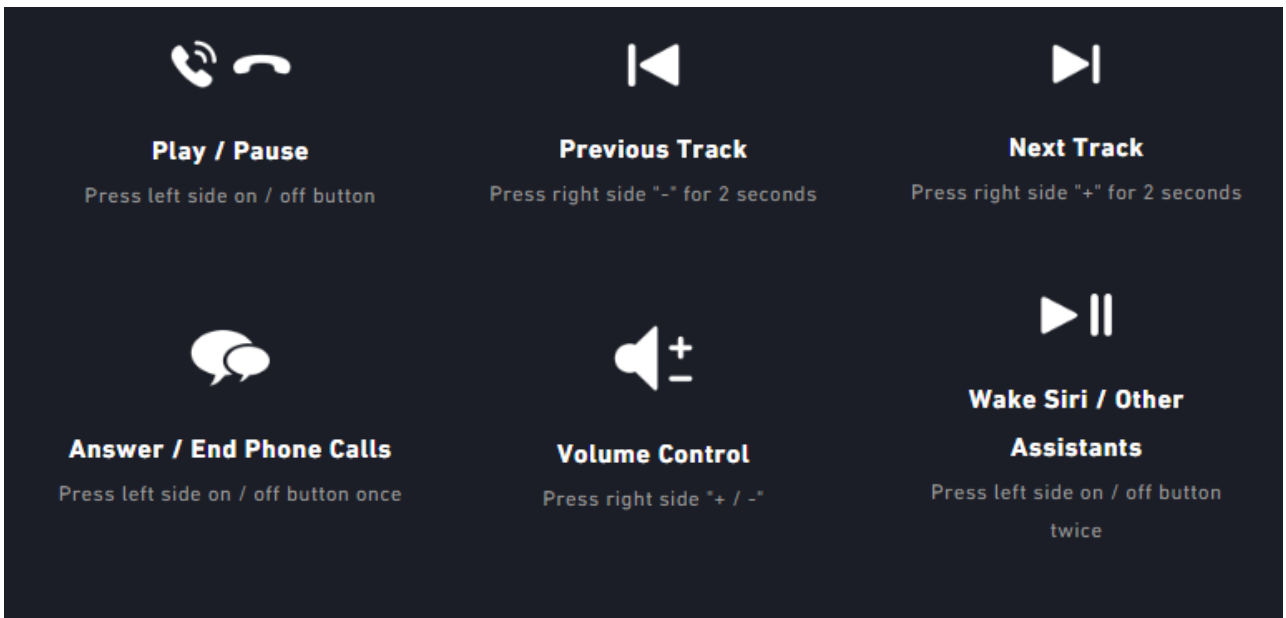 Play / Pause
Press left side on / off button
Previous Track
Press right side "-" for 2 seconds
Next Track
Press right side "+" for 2 seconds
Answer / End Phone Calls
Press left side on / off button once
Volume Control
Press right side "+ / -"
Wake Siri / Other
Assistants
Press left side on / off button
twice